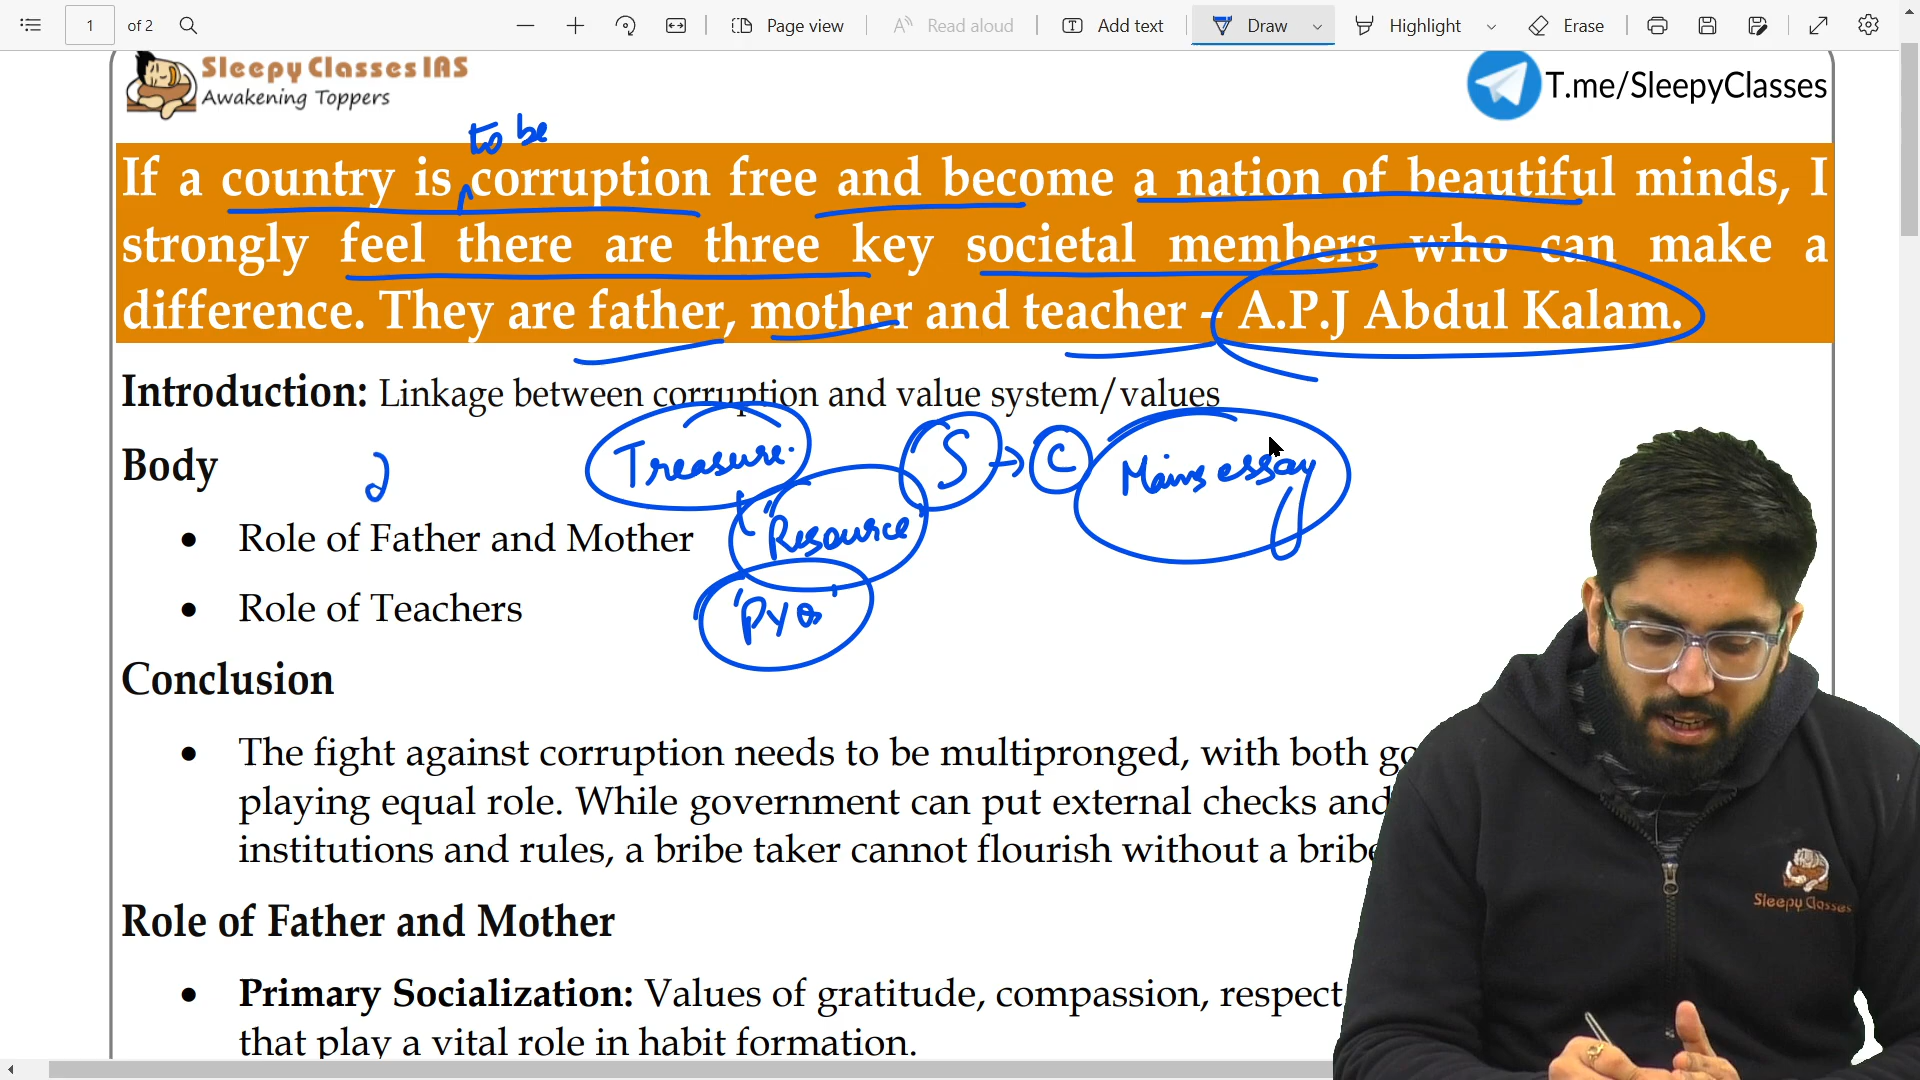 1 of 2 Page view Read aloud Add text Draw Highlight Erase
Sleepy Classes IAS
Awakening Toppers
T.me/SleepyClasses
to be
If a country is corruption free and become a nation of beautiful minds, I
strongly feel there are three key societal members who can make a
difference. They are father, mother and teacher – A.P.J Abdul Kalam.
Introduction: Linkage between corruption and value system/values
Treasure. S → C Mains essay
Body
"Resource
• Role of Father and Mother
'PYQ'
• Role of Teachers
Conclusion
• The fight against corruption needs to be multipronged, with both
playing equal role. While government can put external checks and
institutions and rules, a bribe taker cannot flourish without a
Role of Father and Mother
• Primary Socialization: Values of gratitude, compassion, respect
that play a vital role in habit formation.
Sleepy Classes